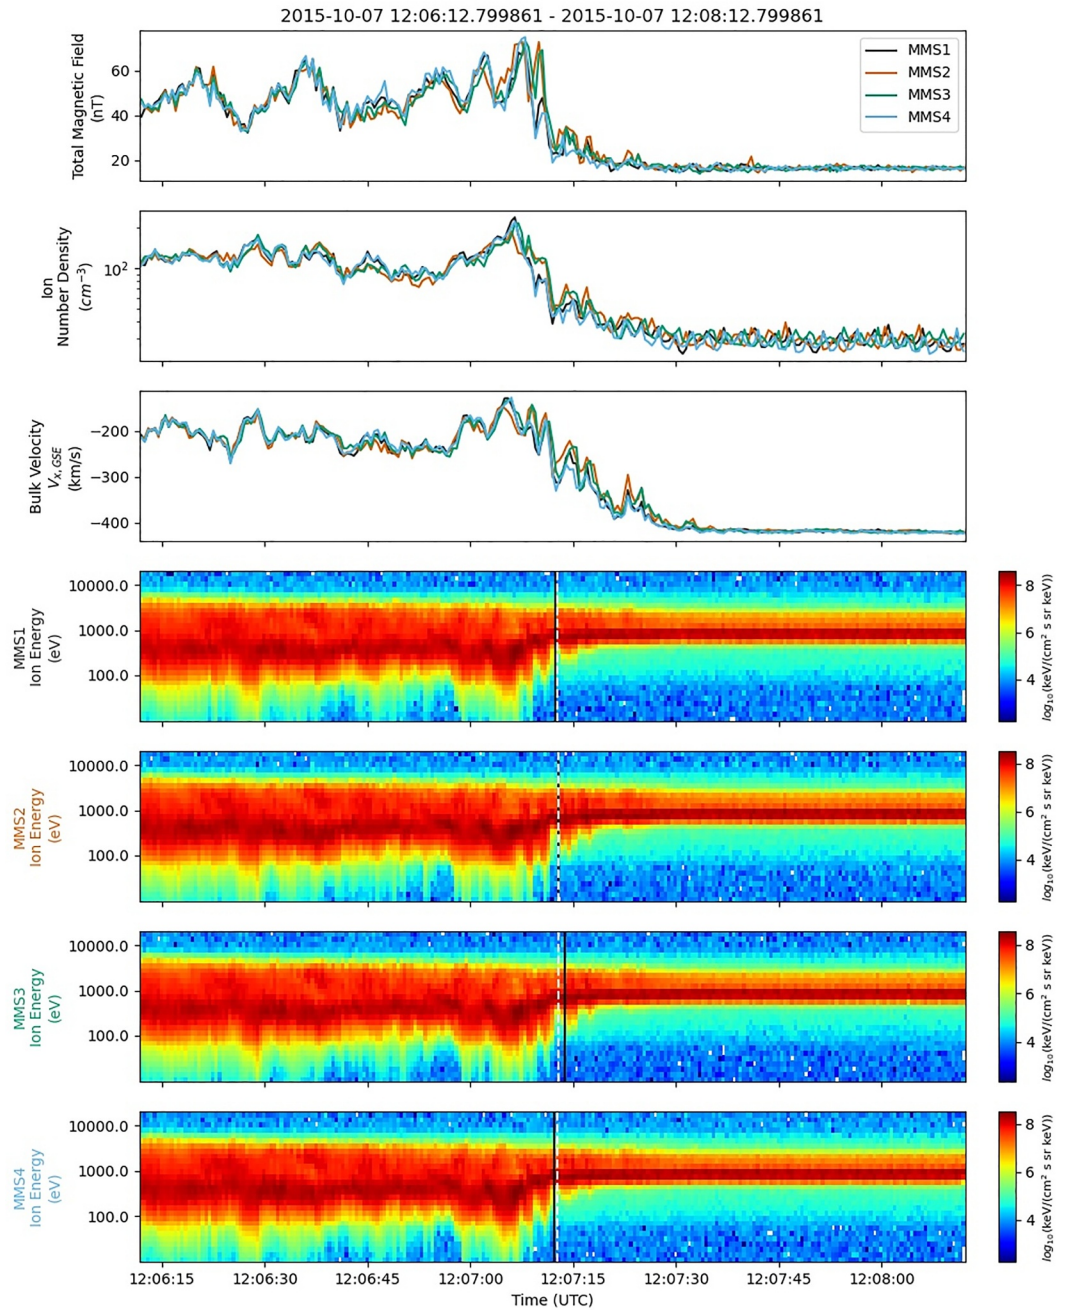 2015-10-07 12:06:12.799861 - 2015-10-07 12:08:12.799861
Total Magnetic Field
(nT)
60
40
20
MMS1
MMS2
MMS3
MMS4
Ion
Number Density
(cm⁻³)
10²
Bulk Velocity
V_{X,GSE}
(km/s)
−200
−300
−400
MMS1
Ion Energy
(eV)
10000.0
1000.0
100.0
8
6
4
log₁₀(keV/(cm² s sr keV))
MMS2
Ion Energy
(eV)
10000.0
1000.0
100.0
8
6
4
log₁₀(keV/(cm² s sr keV))
MMS3
Ion Energy
(eV)
10000.0
1000.0
100.0
8
6
4
log₁₀(keV/(cm² s sr keV))
MMS4
Ion Energy
(eV)
10000.0
1000.0
100.0
8
6
4
log₁₀(keV/(cm² s sr keV))
12:06:15 12:06:30 12:06:45 12:07:00 12:07:15 12:07:30 12:07:45 12:08:00
Time (UTC)